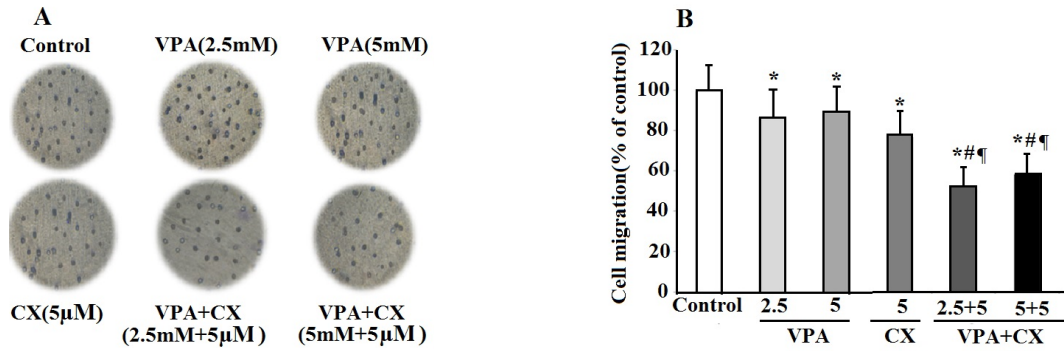 A
Control VPA(2.5mM) VPA(5mM)
CX(5μM) VPA+CX VPA+CX
(2.5mM+5μM) (5mM+5μM)
B
Cell migration(% of control)
120
100
80
60
40
20
0
* * * *#¶ *#¶
Control 2.5 5 5 2.5+5 5+5
VPA CX VPA+CX